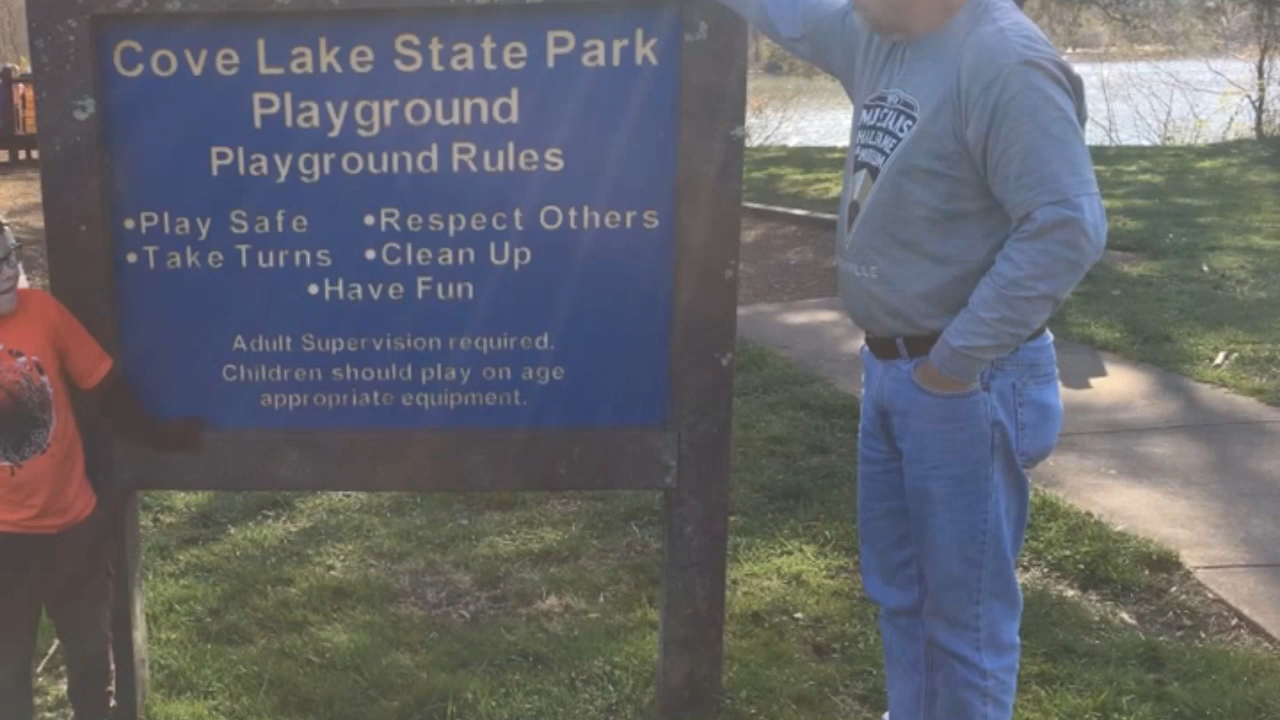 Cove Lake State Park
Playground
Playground Rules
•Play Safe •Respect Others
•Take Turns •Clean Up
•Have Fun
Adult Supervision required.
Children should play on age
appropriate equipment.